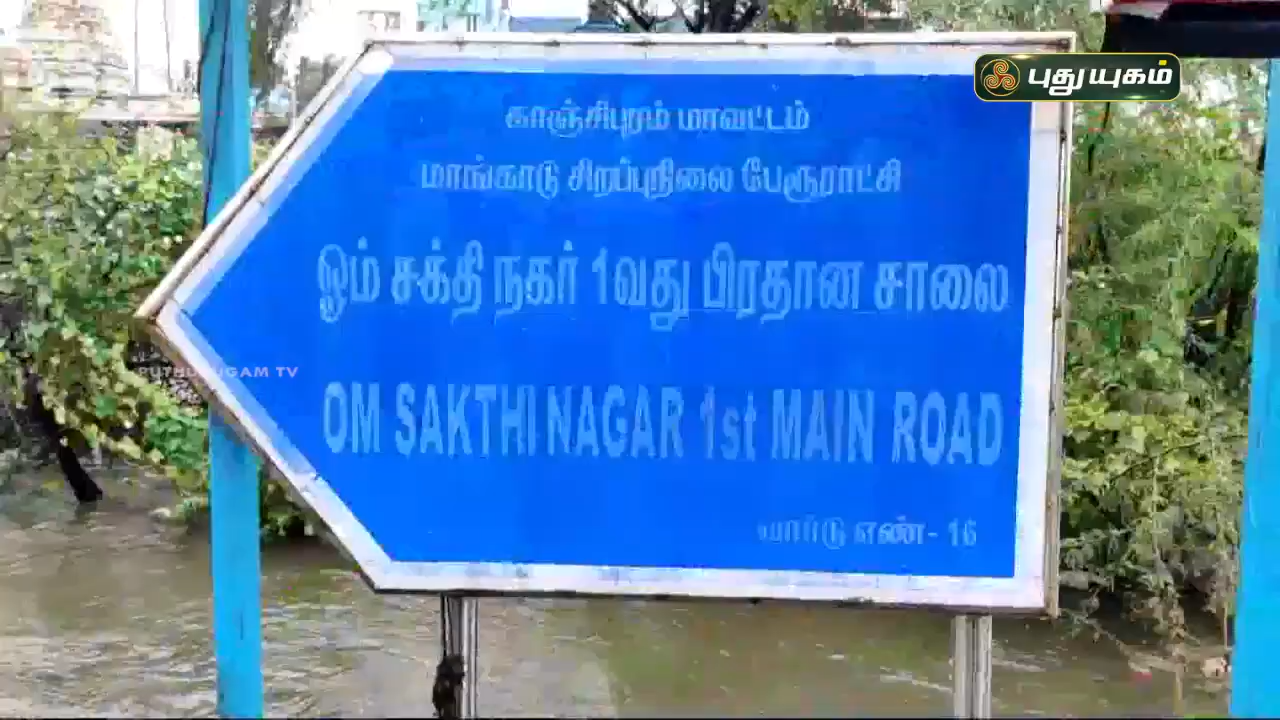 புதுயுகம்
காஞ்சிபுரம் மாவட்டம்
மாங்காடு சிறப்புநிலை பேரூராட்சி
ஓம் சக்தி நகர் 1வது பிரதான சாலை
PUTHUYUGAM TV
OM SAKTHI NAGAR 1st MAIN ROAD
வார்டு எண்- 16